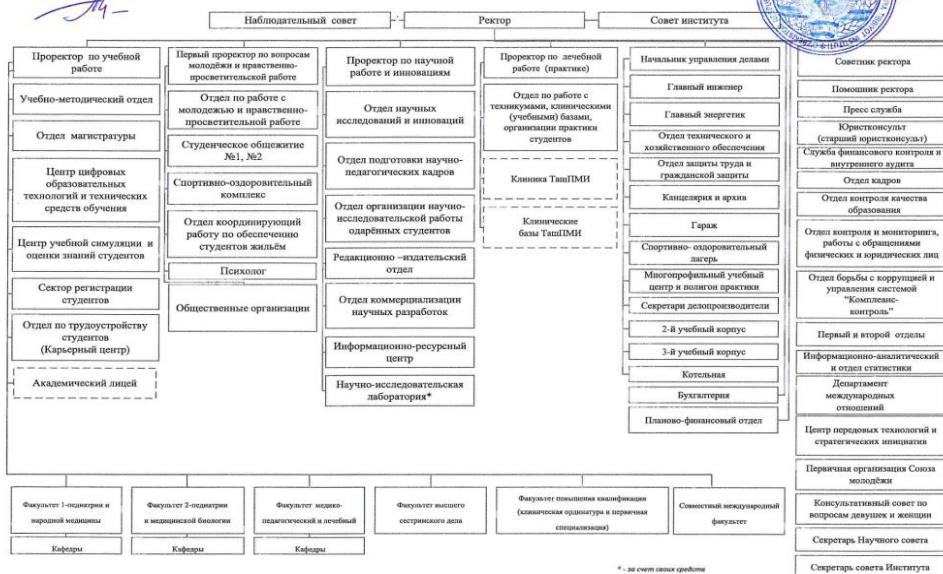 Наблюдательный совет
Ректор
Совет института
Проректор по учебной
работе
Учебно-методический отдел
Отдел магистратуры
Центр цифровых
образовательных
технологий и технических
средств обучения
Центр учебной симуляции и
оценки знаний студентов
Сектор регистрации
студентов
Отдел по трудоустройству
студентов
(Карьерный центр)
Академический лицей
Первый проректор по вопросам
молодёжи и нравственно-
просветительской работе
Отдел по работе с
молодежью и нравственно-
просветительной работе
Студенческое общежитие
№1, №2
Спортивно-оздоровительный
комплекс
Отдел координирующий
работу по обеспечению
студентов жильём
Психолог
Общественные организации
Проректор по научной
работе и инновациям
Отдел научных
исследований и инноваций
Отдел подготовки научно-
педагогических кадров
Отдел организации научно-
исследовательской работы
одарённых студентов
Редакционно –издательский
отдел
Отдел коммерциализации
научных разработок
Информационно-ресурсный
центр
Научно-исследовательская
лаборатория*
Проректор по лечебной
работе (практике)
Отдел по работе с
техникумами, клиническими
(учебными) базами,
организации практики
студентов
Клиника ТашПМИ
Клинические
базы ТашПМИ
Начальник управления делами
Главный инженер
Главный энергетик
Отдел технического и
хозяйственного обеспечения
Отдел защиты труда и
гражданской защиты
Канцелярия и архив
Гараж
Спортивно- оздоровительный
лагерь
Многопрофильный учебный
центр и полигон практики
Секретари делопроизводители
2-й учебный корпус
3-й учебный корпус
Котельная
Бухгалтерия
Планово-финансовый отдел
Советник ректора
Помошник ректора
Пресс служба
Юристконсульт
(старший юристконсульт)
Служба финансового контроля и
внутреннего аудита
Отдел кадров
Отдел контроля качества
образования
Отдел контроля и мониторинга,
работы с обращениями
физических и юридических лиц
Отдел борьбы с коррупцией и
управления системой
"Комплеанс-
контроль"
Первый и второй отделы
Информационно-аналитический
и отдел статистики
Департамент
международных
отношений
Центр передовых технологий и
стратегических инициатив
Первичная организация Союза
молодёжи
Консультативный совет по
вопросам девушек и женщин
Секретарь Научного совета
Секретарь совета Института
Факультет 1-педиатрии и
народной медицины
Кафедры
Факультет 2-педиатрии
и медицинской биологии
Кафедры
Факультет медико-
педагогический и лечебный
Кафедры
Факультет высшего
сестринского дела
Факультет повышения квалификации
(клиническая ординатура и первичная
специализация)
Совместный международный
факультет
* - за счет своих средств